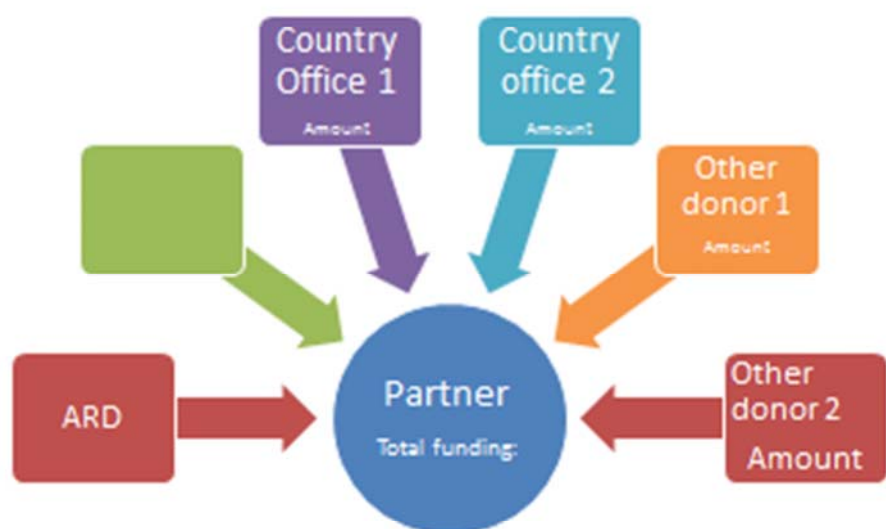 Country
Office 1
Amount
Country
office 2
Amount
Other
donor 1
Amount
ARD
Partner
Total funding:
Other
donor 2
Amount